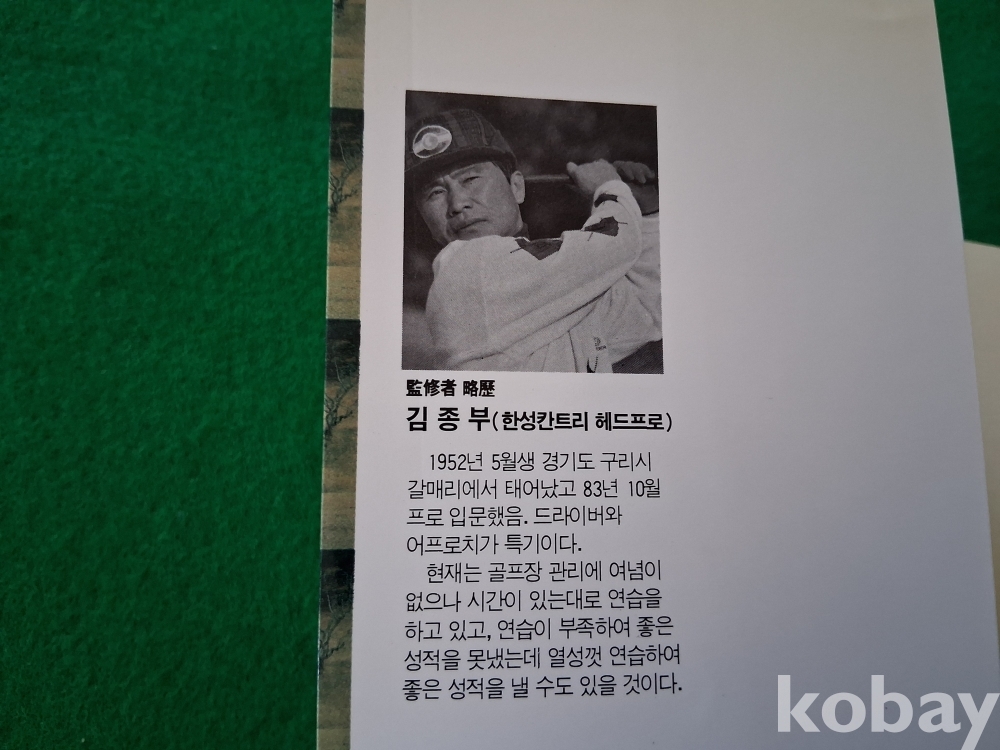 監修者 略歷
김 종 부(한성칸트리 헤드프로)
1952년 5월생 경기도 구리시
갈매리에서 태어났고 83년 10월
프로 입문했음. 드라이버와
어프로치가 특기이다.
현재는 골프장 관리에 여념이
없으나 시간이 있는대로 연습을
하고 있고, 연습이 부족하여 좋은
성적을 못냈는데 열성껏 연습하여
좋은 성적을 낼 수도 있을 것이다.
kobay